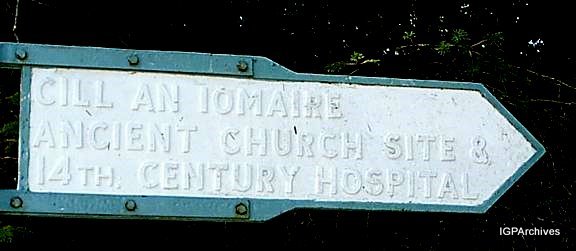 CILL AN IOMAIRE
ANCIENT CHURCH SITE &
14TH. CENTURY HOSPITAL
IGPArchives